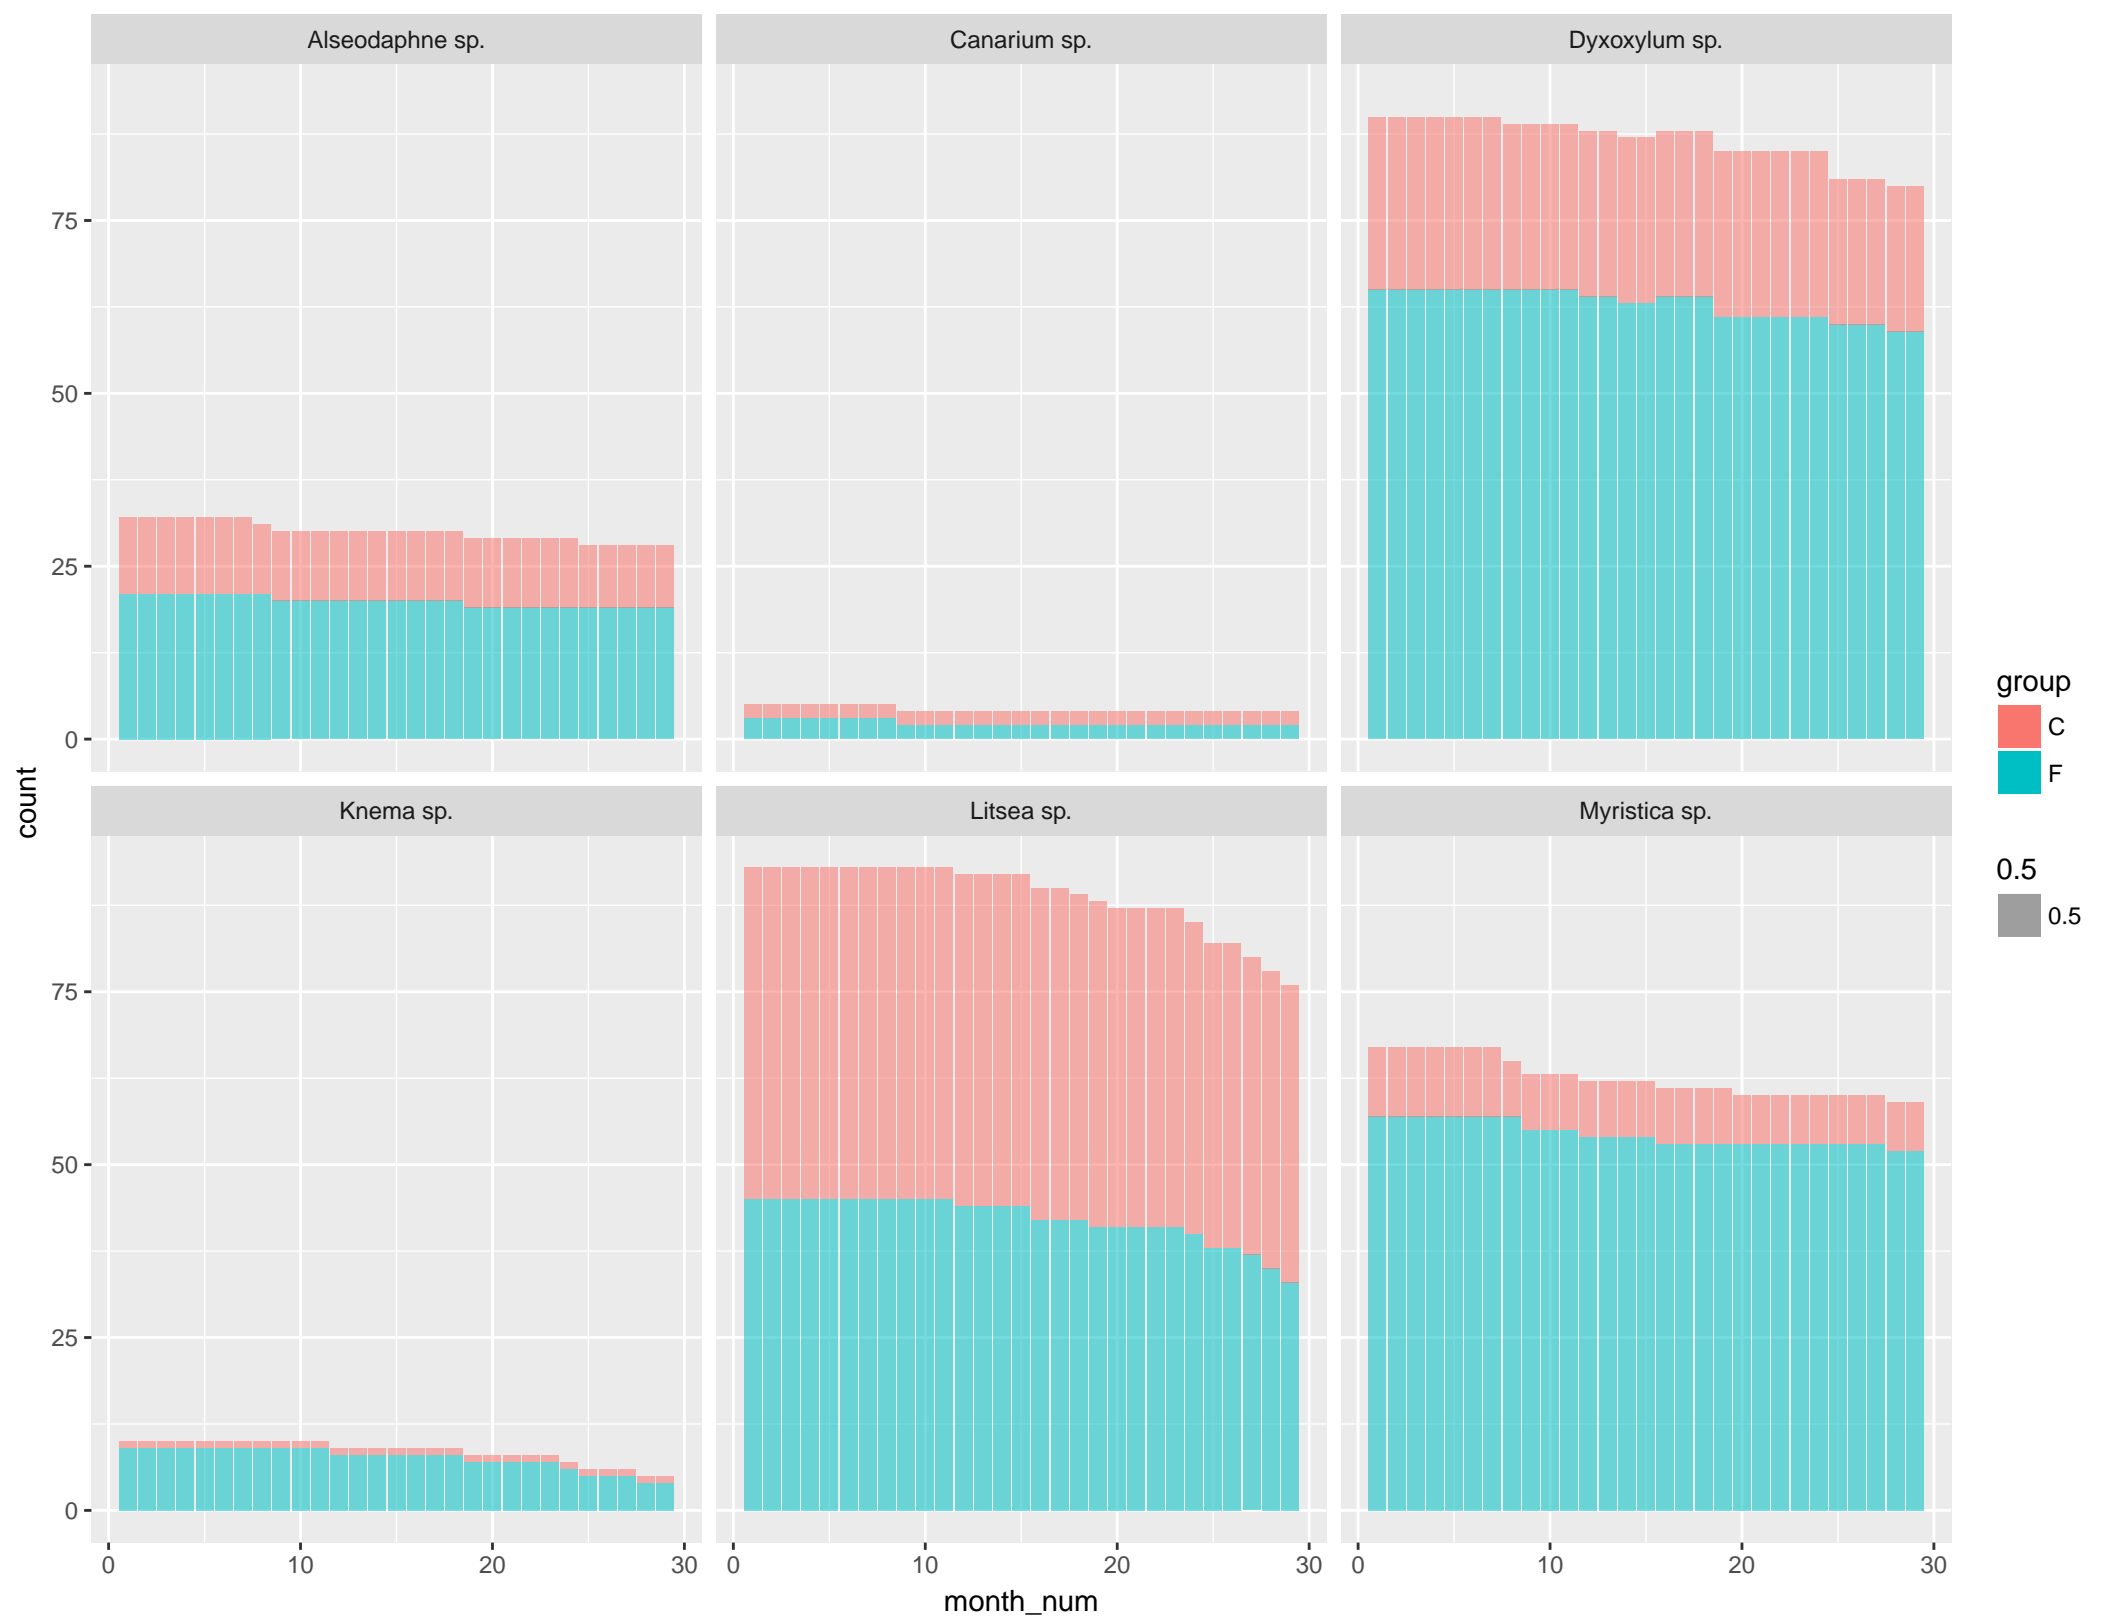 Alseodaphne sp.
Canarium sp.
Dyxoxylum sp.
75
50
25
0
Knema sp.
Litsea sp.
Myristica sp.
75
50
25
0
0 10 20 30
0 10 20 30
0 10 20 30
month_num
count
group
C
F
0.5
0.5